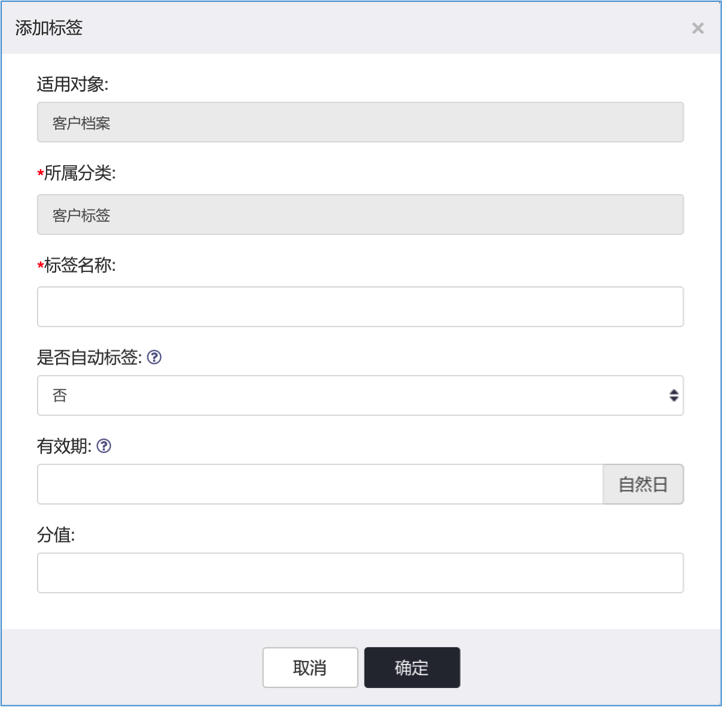 添加标签
×
适用对象:
客户档案
*所属分类:
客户标签
*标签名称:
是否自动标签: ?
否
有效期: ?
自然日
分值:
取消 确定